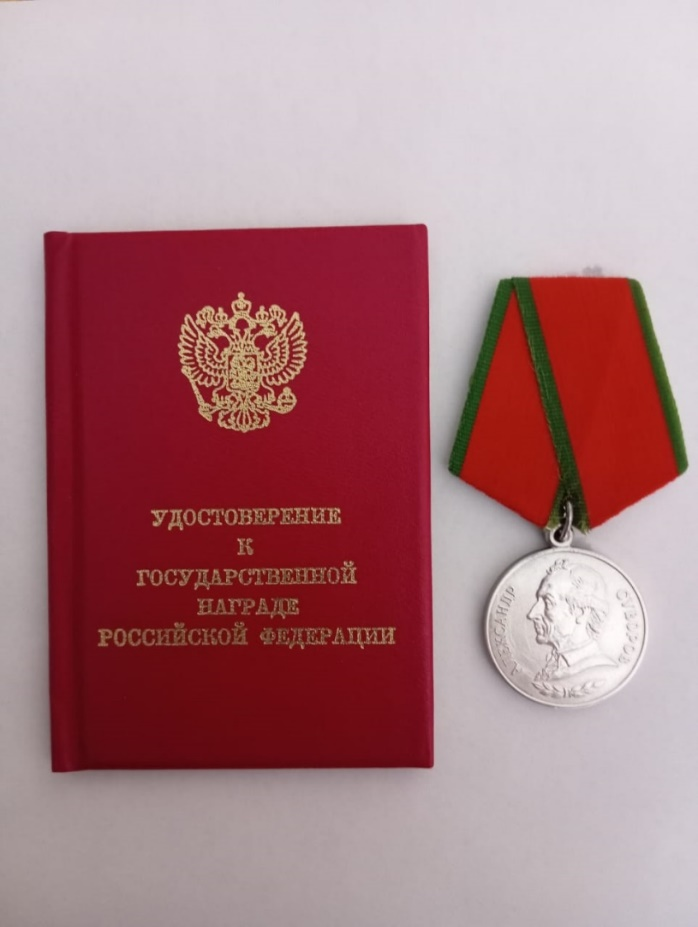 УДОСТОВЕРЕНИЕ
К
ГОСУДАРСТВЕННОЙ
НАГРАДЕ
РОССИЙСКОЙ ФЕДЕРАЦИИ
АЛЕКСАНДР СУВОРОВ